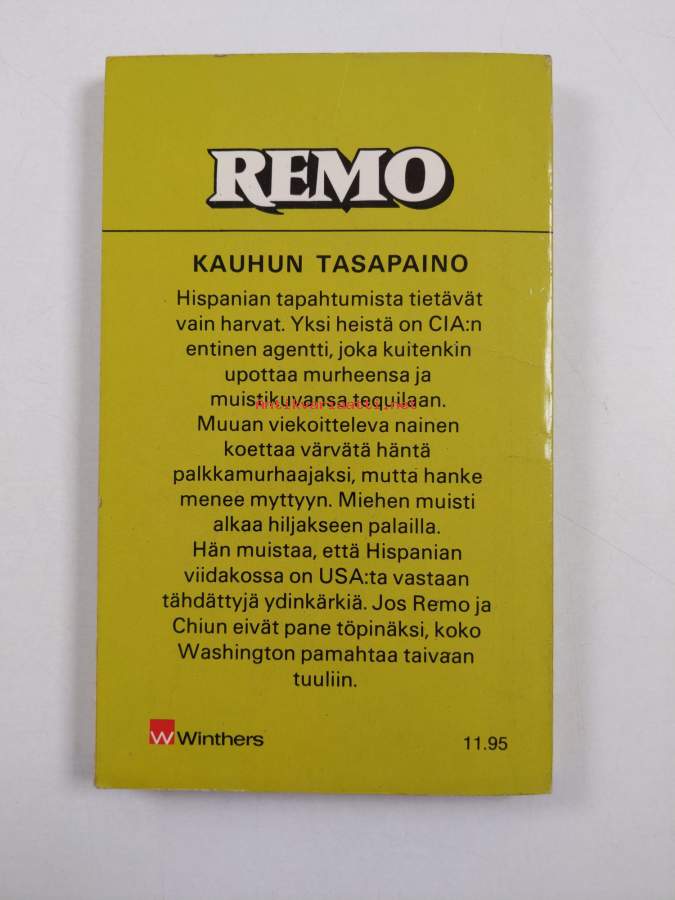 REMO
KAUHUN TASAPAINO
Hispanian tapahtumista tietävät
vain harvat. Yksi heistä on CIA:n
entinen agentti, joka kuitenkin
upottaa murheensa ja
muistikuvansa tequilaan.
Antikvariaatti.net
Muuan viekoitteleva nainen
koettaa värvätä häntä
palkkamurhaajaksi, mutta hanke
menee myttyyn. Miehen muisti
alkaa hiljakseen palailla.
Hän muistaa, että Hispanian
viidakossa on USA:ta vastaan
tähdättyjä ydinkärkiä. Jos Remo ja
Chiun eivät pane töpinäksi, koko
Washington pamahtaa taivaan
tuuliin.
W Winthers
11.95